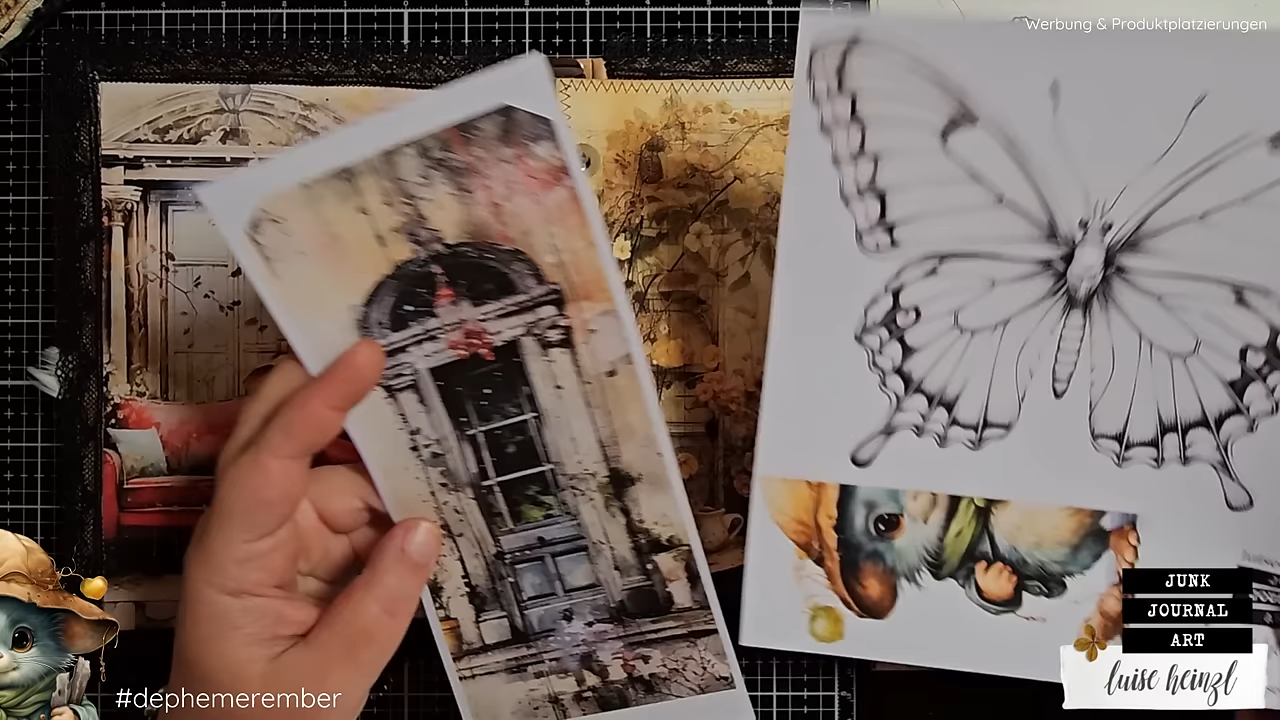 Werbung & Produktplatzierungen
JUNK
JOURNAL
ART
luise heinzl
#dephemerember